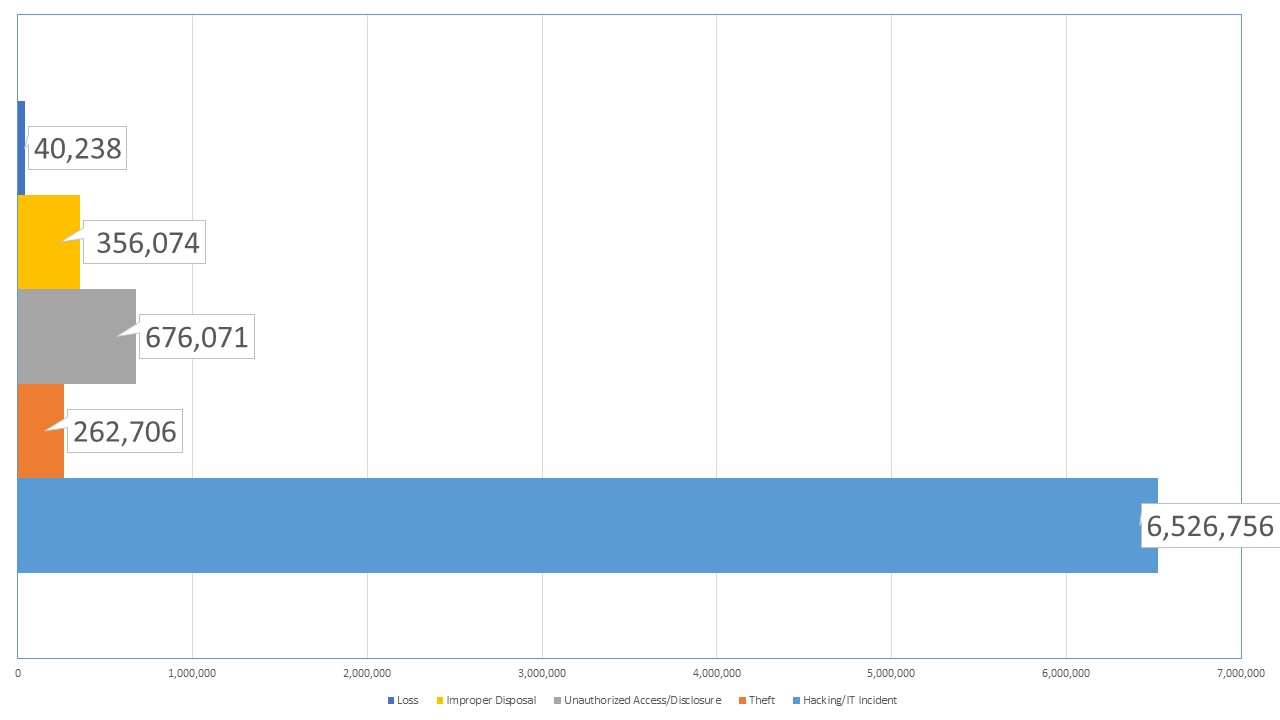 40,238
356,074
676,071
262,706
6,526,756
0 1,000,000 2,000,000 3,000,000 4,000,000 5,000,000 6,000,000 7,000,000
Loss Improper Disposal Unauthorized Access/Disclosure Theft Hacking/IT Incident